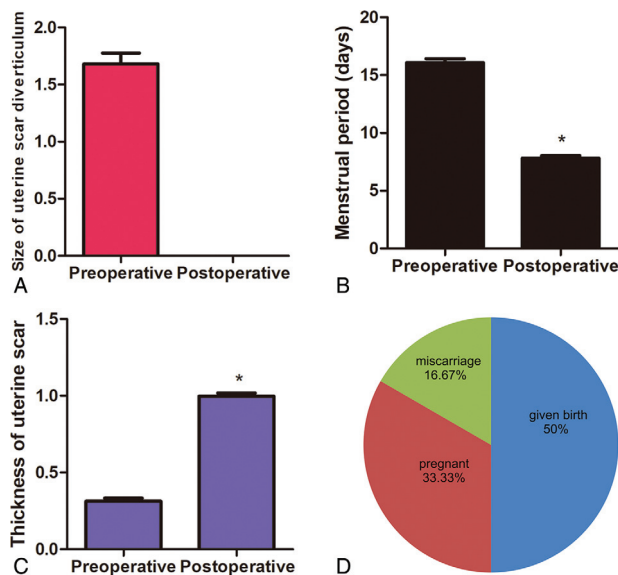 Size of uterine scar diverticulum
2.0
1.5
1.0
0.5
0.0
Preoperative Postoperative
A
Menstrual period (days)
20
15
10
5
0
*
Preoperative Postoperative
B
Thickness of uterine scar
1.5
1.0
0.5
0.0
*
Preoperative Postoperative
C
miscarriage
16.67%
given birth
50%
pregnant
33.33%
D